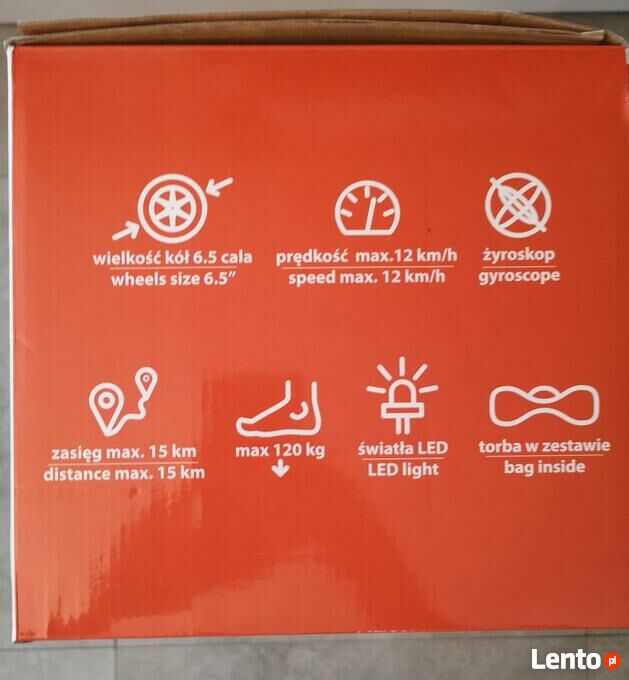 wielkość kół 6.5 cala
wheels size 6.5”
prędkość max.12 km/h
speed max. 12 km/h
żyroskop
gyroscope
zasięg max. 15 km
distance max. 15 km
max 120 kg
światła LED
LED light
torba w zestawie
bag inside
Lento pl